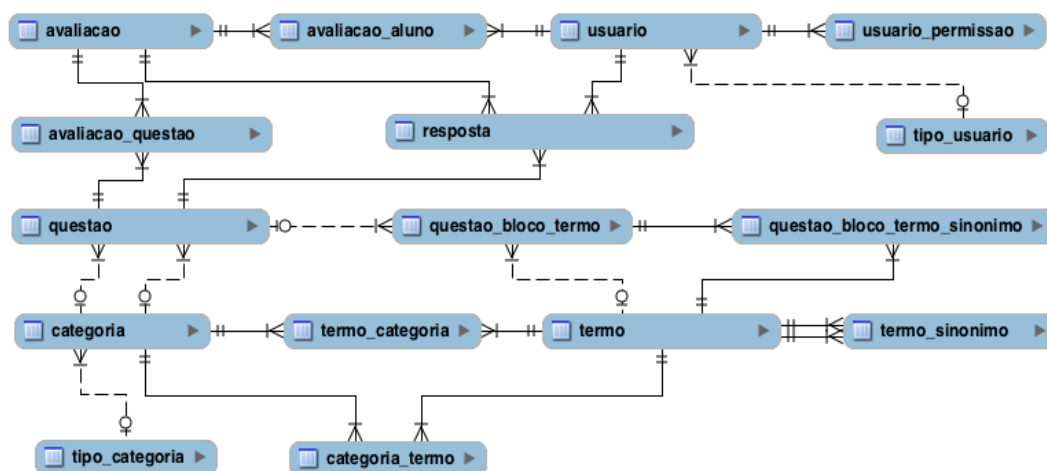 avaliacao
avaliacao_aluno
usuario
usuario_permissao
avaliacao_questao
resposta
tipo_usuario
questao
questao_bloco_termo
questao_bloco_termo_sinonimo
categoria
termo_categoria
termo
termo_sinonimo
tipo_categoria
categoria_termo